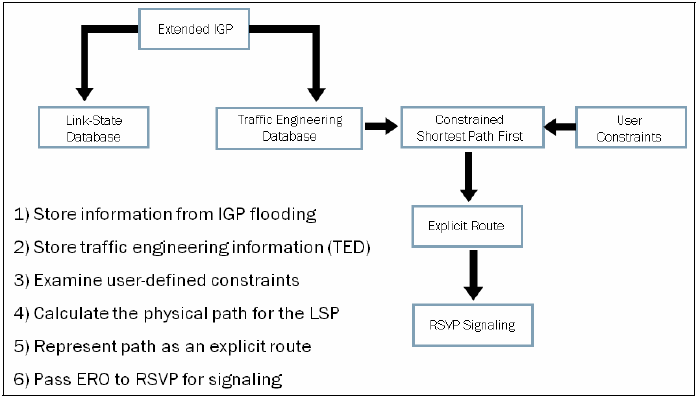 Extended IGP
Link-State
Database
Traffic Engineering
Database
Constrained
Shortest Path First
User
Constraints
Explicit Route
RSVP Signaling
1) Store information from IGP flooding
2) Store traffic engineering information (TED)
3) Examine user-defined constraints
4) Calculate the physical path for the LSP
5) Represent path as an explicit route
6) Pass ERO to RSVP for signaling